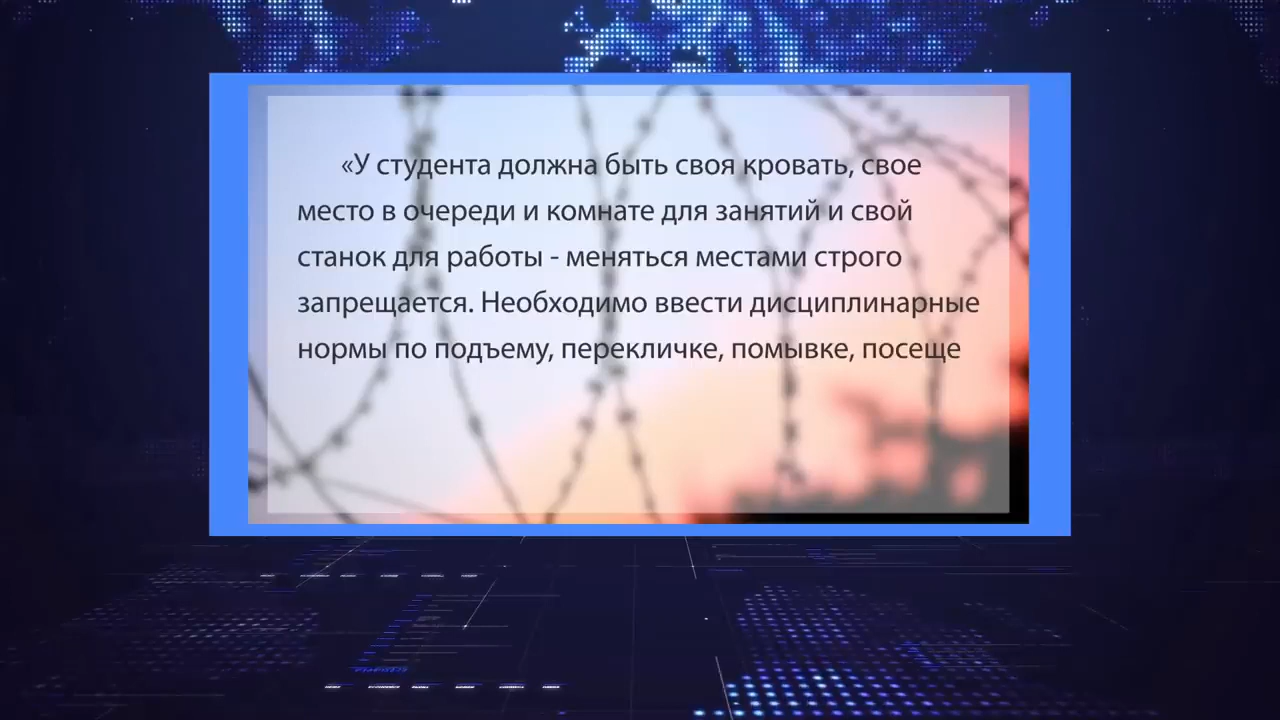 «У студента должна быть своя кровать, свое
место в очереди и комнате для занятий и свой
станок для работы - меняться местами строго
запрещается. Необходимо ввести дисциплинарные
нормы по подъему, перекличке, помывке, посеще